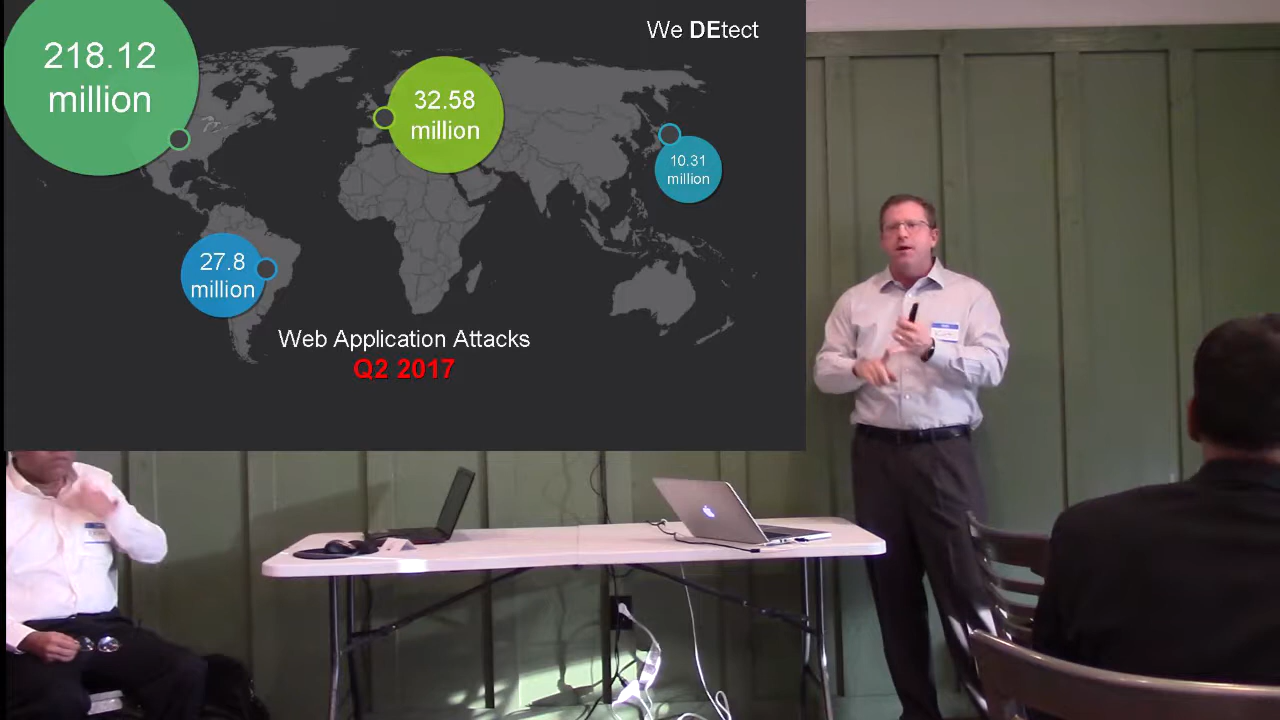 We DEtect
218.12
million
32.58
million
10.31
million
27.8
million
Web Application Attacks
Q2 2017